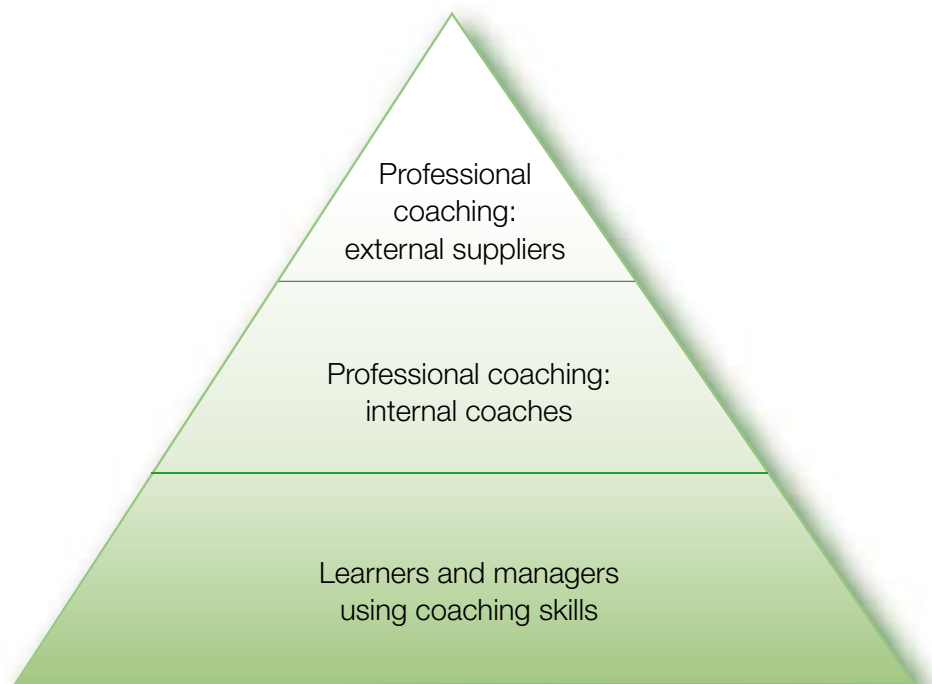 Professional
coaching:
external suppliers
Professional coaching:
internal coaches
Learners and managers
using coaching skills